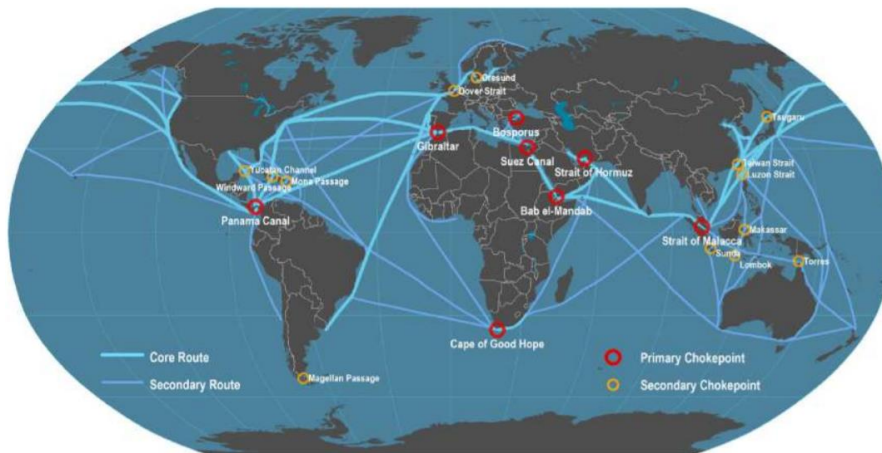 Oresund
Dover Strait
Tsugaru
Bosporus
Gibraltar
Suez Canal
Strait of Hormuz
Taiwan Strait
Luzon Strait
Yucatan Channel
Windward Passage
Mona Passage
Bab el-Mandab
Panama Canal
Makassar
Strait of Malacca
Sunda
Lombok
Torres
Cape of Good Hope
Core Route
Primary Chokepoint
Secondary Route
Magellan Passage
Secondary Chokepoint